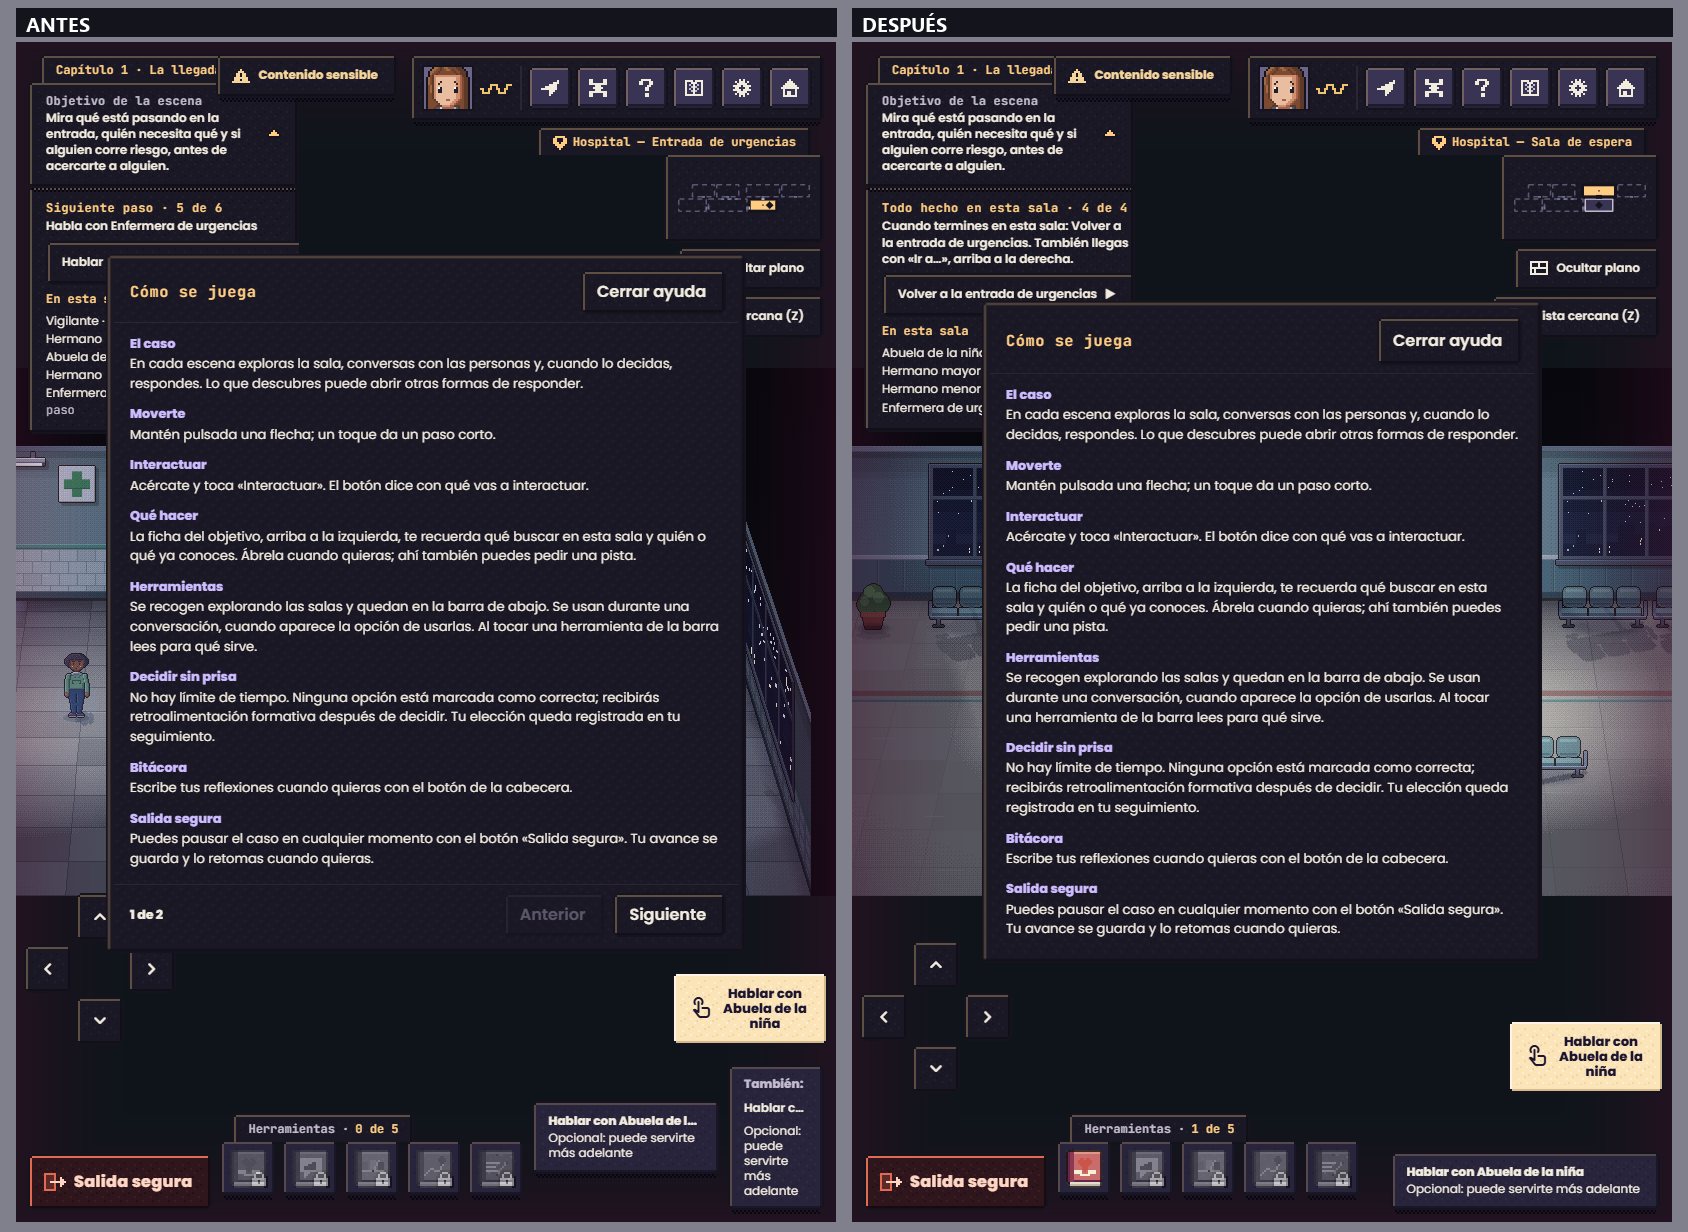 ANTES
Capítulo 1 · La llegad
Contenido sensible
Objetivo de la escena
Mira qué está pasando en la
entrada, quién necesita qué y si
alguien corre riesgo, antes de
acercarte a alguien.
Hospital — Entrada de urgencias
Siguiente paso · 5 de 6
Habla con Enfermera de urgencias
Hablar
ltar plano
rcana (Z)
En esta s
Vigilante ·
Hermano
Abuela de
Hermano
Enfermera
paso
Cómo se juega
Cerrar ayuda
El caso
En cada escena exploras la sala, conversas con las personas y, cuando lo decidas,
respondes. Lo que descubres puede abrir otras formas de responder.
Moverte
Mantén pulsada una flecha; un toque da un paso corto.
Interactuar
Acércate y toca «Interactuar». El botón dice con qué vas a interactuar.
Qué hacer
La ficha del objetivo, arriba a la izquierda, te recuerda qué buscar en esta sala y quién o
qué ya conoces. Ábrela cuando quieras; ahí también puedes pedir una pista.
Herramientas
Se recogen explorando las salas y quedan en la barra de abajo. Se usan durante una
conversación, cuando aparece la opción de usarlas. Al tocar una herramienta de la barra
lees para qué sirve.
Decidir sin prisa
No hay límite de tiempo. Ninguna opción está marcada como correcta; recibirás
retroalimentación formativa después de decidir. Tu elección queda registrada en tu
seguimiento.
Bitácora
Escribe tus reflexiones cuando quieras con el botón de la cabecera.
Salida segura
Puedes pausar el caso en cualquier momento con el botón «Salida segura». Tu avance se
guarda y lo retomas cuando quieras.
1 de 2
Anterior
Siguiente
Hablar con
Abuela de la
niña
También:
Hablar c...
Opcional:
puede
servirte
más
adelante
Hablar con Abuela de l...
Opcional: puede servirte
más adelante
Herramientas · 0 de 5
Salida segura
DESPUÉS
Capítulo 1 · La llegad
Contenido sensible
Objetivo de la escena
Mira qué está pasando en la
entrada, quién necesita qué y si
alguien corre riesgo, antes de
acercarte a alguien.
Hospital — Sala de espera
Todo hecho en esta sala · 4 de 4
Cuando termines en esta sala: Volver a
la entrada de urgencias. También llegas
con «Ir a...», arriba a la derecha.
Volver a la entrada de urgencias
Ocultar plano
ista cercana (Z)
En esta sala
Abuela de la niña
Hermano mayor
Hermano menor
Enfermera de urg
Cómo se juega
Cerrar ayuda
El caso
En cada escena exploras la sala, conversas con las personas y, cuando lo
decidas, respondes. Lo que descubres puede abrir otras formas de responder.
Moverte
Mantén pulsada una flecha; un toque da un paso corto.
Interactuar
Acércate y toca «Interactuar». El botón dice con qué vas a interactuar.
Qué hacer
La ficha del objetivo, arriba a la izquierda, te recuerda qué buscar en esta
sala y quién o qué ya conoces. Ábrela cuando quieras; ahí también puedes
pedir una pista.
Herramientas
Se recogen explorando las salas y quedan en la barra de abajo. Se usan
durante una conversación, cuando aparece la opción de usarlas. Al tocar
una herramienta de la barra lees para qué sirve.
Decidir sin prisa
No hay límite de tiempo. Ninguna opción está marcada como correcta;
recibirás retroalimentación formativa después de decidir. Tu elección queda
registrada en tu seguimiento.
Bitácora
Escribe tus reflexiones cuando quieras con el botón de la cabecera.
Salida segura
Puedes pausar el caso en cualquier momento con el botón «Salida segura».
Tu avance se guarda y lo retomas cuando quieras.
Hablar con
Abuela de la
niña
Herramientas · 1 de 5
Salida segura
Hablar con Abuela de la niña
Opcional: puede servirte más adelante